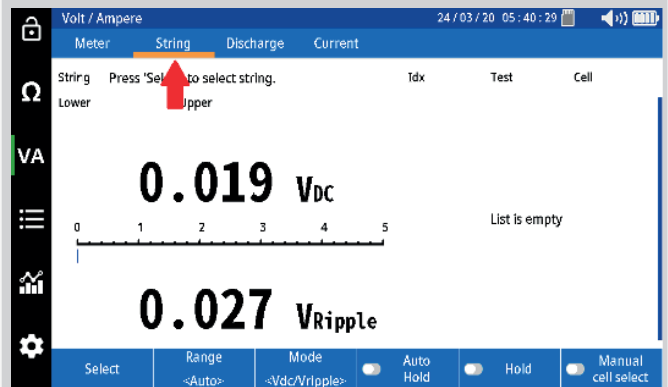 Volt / Ampere 24 / 03 / 20 05 : 40 : 29
Meter String Discharge Current
String Press 'Select' to select string. Idx Test Cell
Lower Upper
Ω
VA
0.019 VDC
0 1 2 3 4 5
List is empty
0.027 VRipple
Select Range <Auto> Mode <Vdc/Vripple> Auto Hold Hold Manual cell select